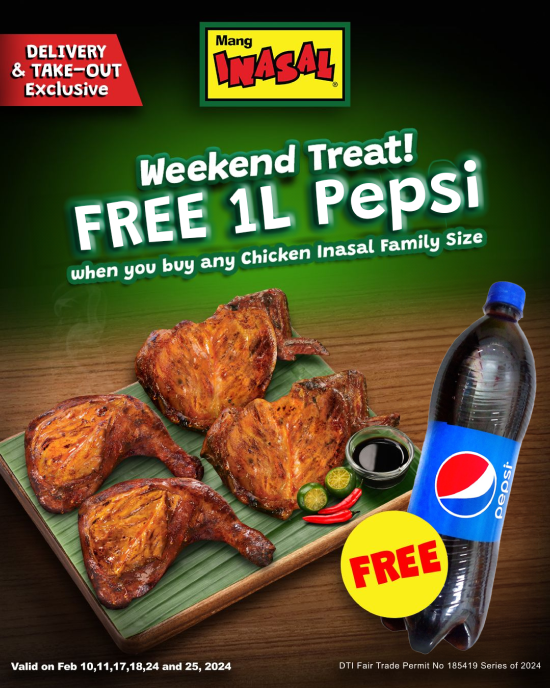 DELIVERY
& TAKE-OUT
Exclusive
Mang
INASAL®
Weekend Treat!
FREE 1L Pepsi
when you buy any Chicken Inasal Family Size
pepsi
FREE
Valid on Feb 10,11,17,18,24 and 25, 2024
DTI Fair Trade Permit No 185419 Series of 2024